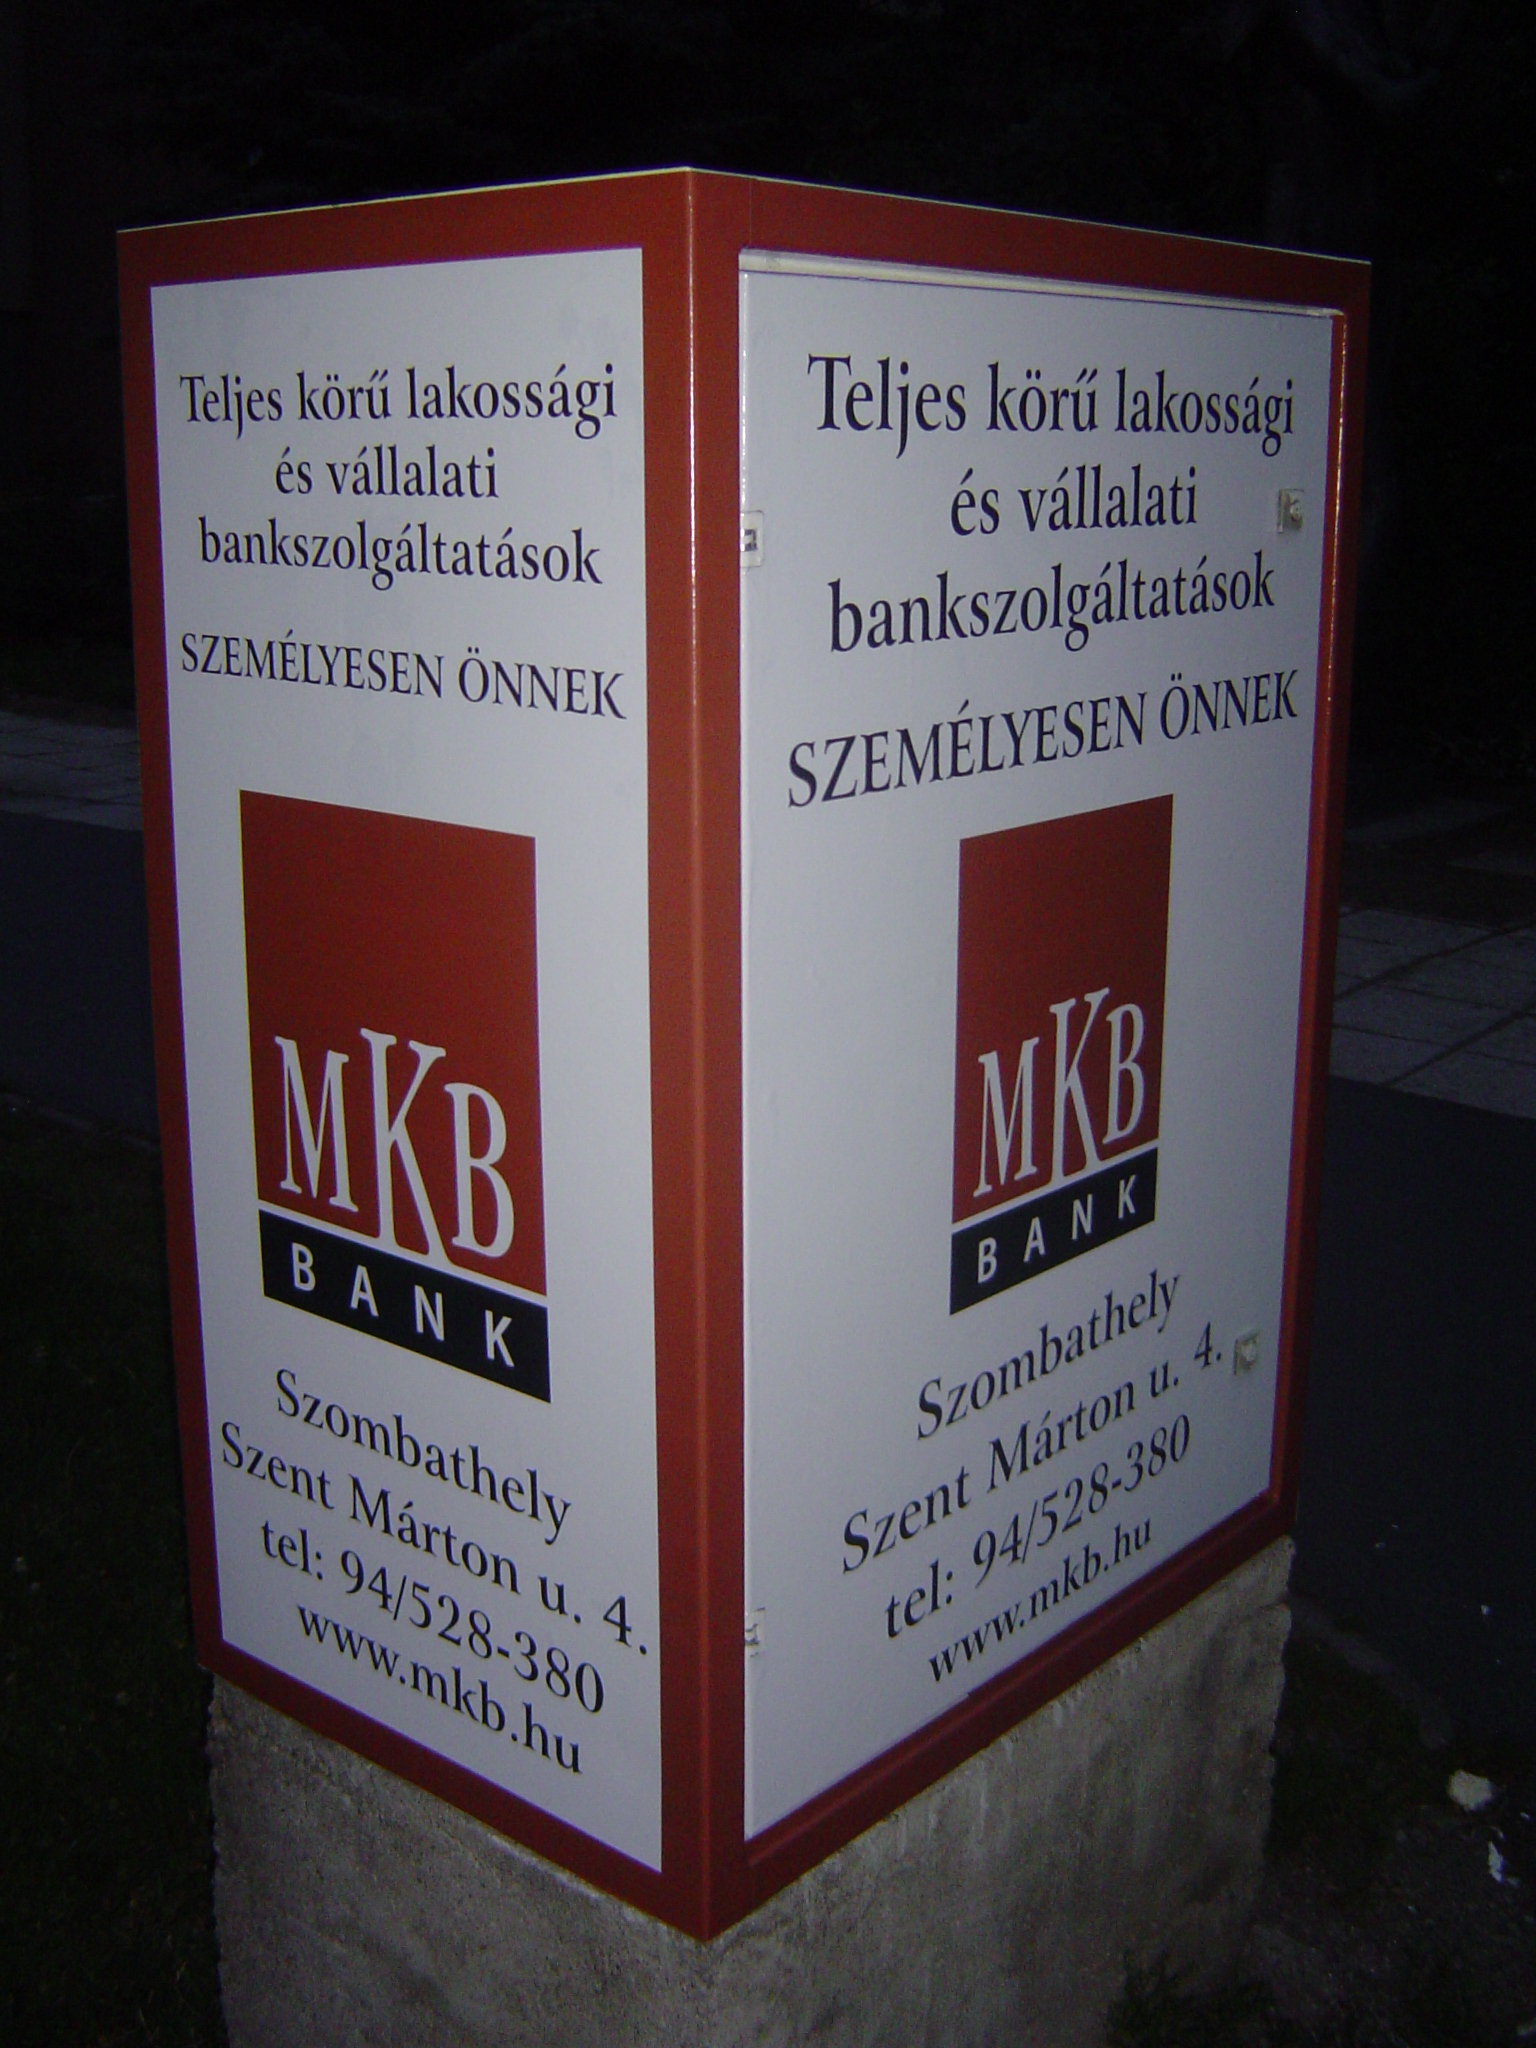 Teljes körű lakossági
és vállalati
bankszolgáltatások
SZEMÉLYESEN ÖNNEK
MKB
BANK
Szombathely
Szent Márton u. 4.
tel: 94/528-380
www.mkb.hu
Teljes körű lakossági
és vállalati
bankszolgáltatások
SZEMÉLYESEN ÖNNEK
MKB
BANK
Szombathely
Szent Márton u. 4.
tel: 94/528-380
www.mkb.hu